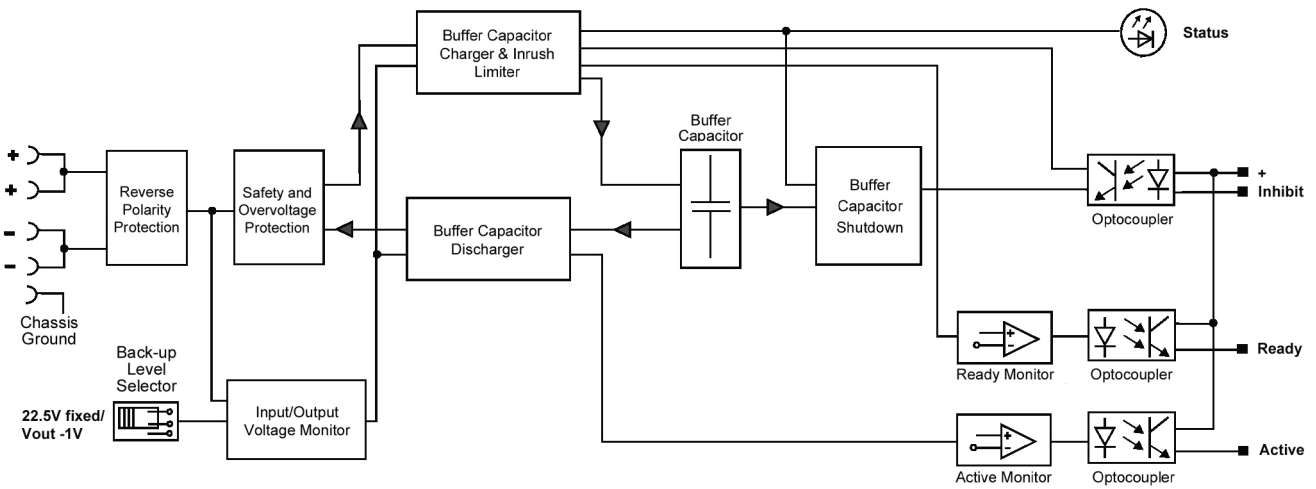 Buffer Capacitor
Charger & Inrush
Limiter
Status
Buffer
Capacitor
+
+
-
-
Reverse
Polarity
Protection
Safety and
Overvoltage
Protection
Buffer Capacitor
Discharger
Buffer
Capacitor
Shutdown
Optocoupler
+
Inhibit
Chassis
Ground
Back-up
Level
Selector
22.5V fixed/
Vout -1V
Input/Output
Voltage Monitor
+
-
Ready Monitor
Optocoupler
Ready
+
-
Active Monitor
Optocoupler
Active